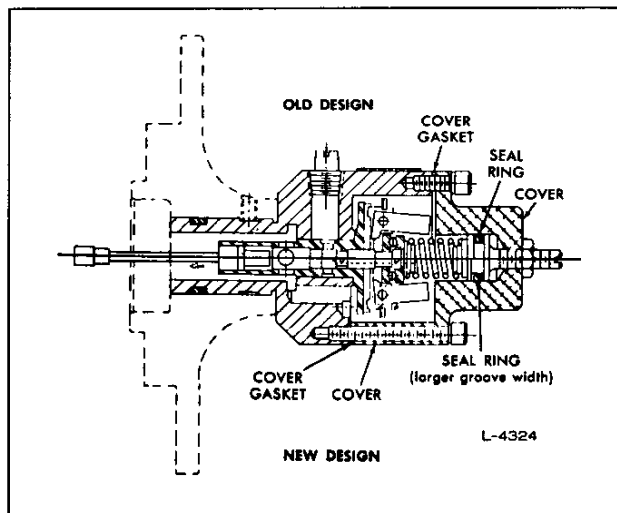 OLD DESIGN
COVER
GASKET
SEAL
RING
COVER
COVER
GASKET
COVER
SEAL RING
(larger groove width)
L-4324
NEW DESIGN